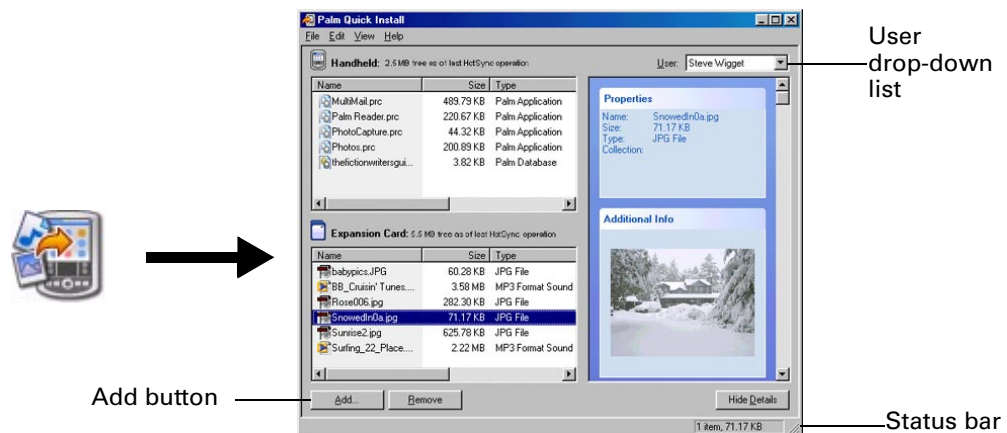 Palm Quick Install
File Edit View Help
Handheld: 2.5 MB free as of last HotSync operation
User: Steve Wigget
User
drop-down
list
Name Size Type
MultiMail.prc 489.79 KB Palm Application
Palm Reader.prc 220.67 KB Palm Application
PhotoCapture.prc 44.32 KB Palm Application
Photos.prc 200.89 KB Palm Application
thefictionwritersgui... 3.82 KB Palm Database
Properties
Name: SnowedIn0a.jpg
Size: 71.17 KB
Type: JPG File
Collection:
Expansion Card: 5.5 MB free as of last HotSync operation
Name Size Type
babypics.JPG 60.28 KB JPG File
BB_Cruisin' Tunes.... 3.58 MB MP3 Format Sound
Rose006.jpg 282.30 KB JPG File
SnowedIn0a.jpg 71.17 KB JPG File
Sunrise2.jpg 625.78 KB JPG File
Surfing_22_Place.... 2.22 MB MP3 Format Sound
Additional Info
Add button
Add... Remove
Hide Details
1 item, 71.17 KB
Status bar